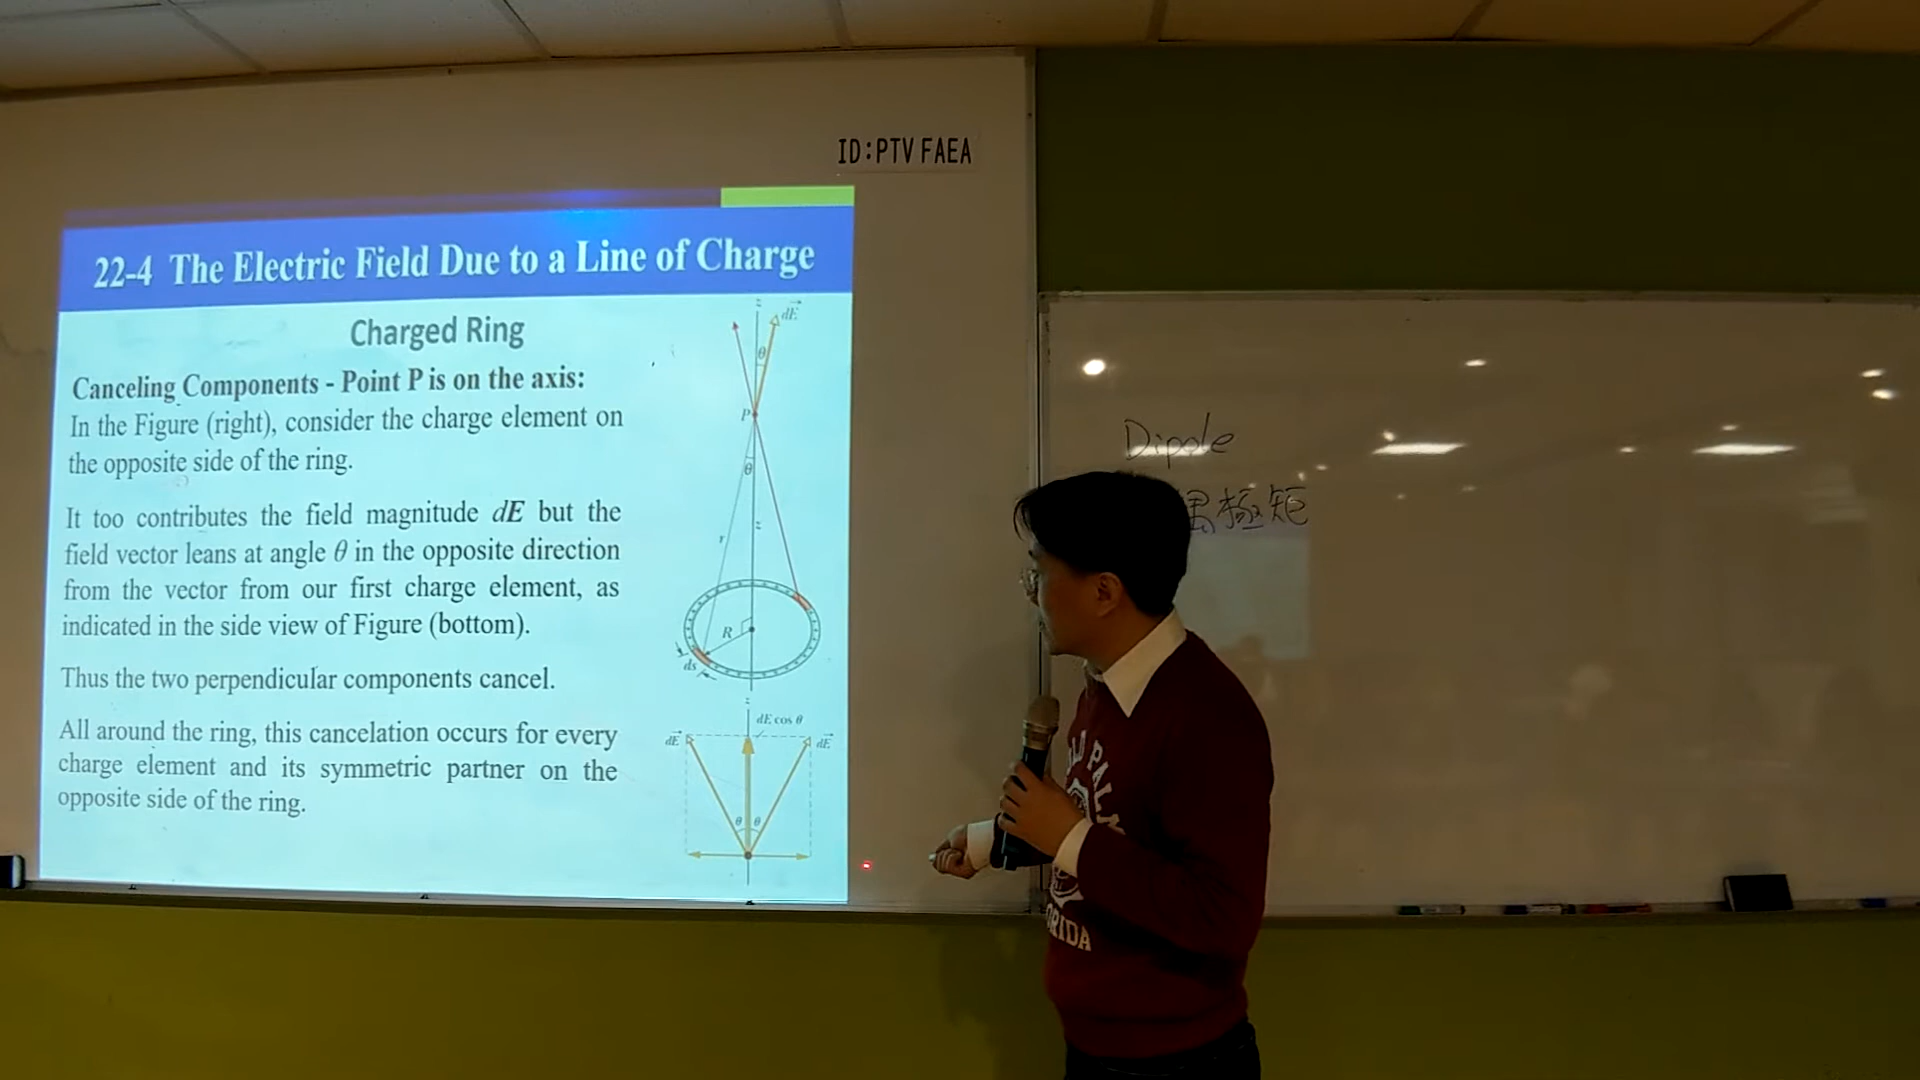 ID:PTV FAEA
22-4 The Electric Field Due to a Line of Charge
Charged Ring
Canceling Components - Point P is on the axis:
In the Figure (right), consider the charge element on
the opposite side of the ring.
It too contributes the field magnitude dE but the
field vector leans at angle θ in the opposite direction
from the vector from our first charge element, as
indicated in the side view of Figure (bottom).
Thus the two perpendicular components cancel.
All around the ring, this cancelation occurs for every
charge element and its symmetric partner on the
opposite side of the ring.
z
dE
θ
P
θ
z
r
R
ds
z
dE cos θ
dE
dE
θ θ
Dipole
偶極矩
PALM